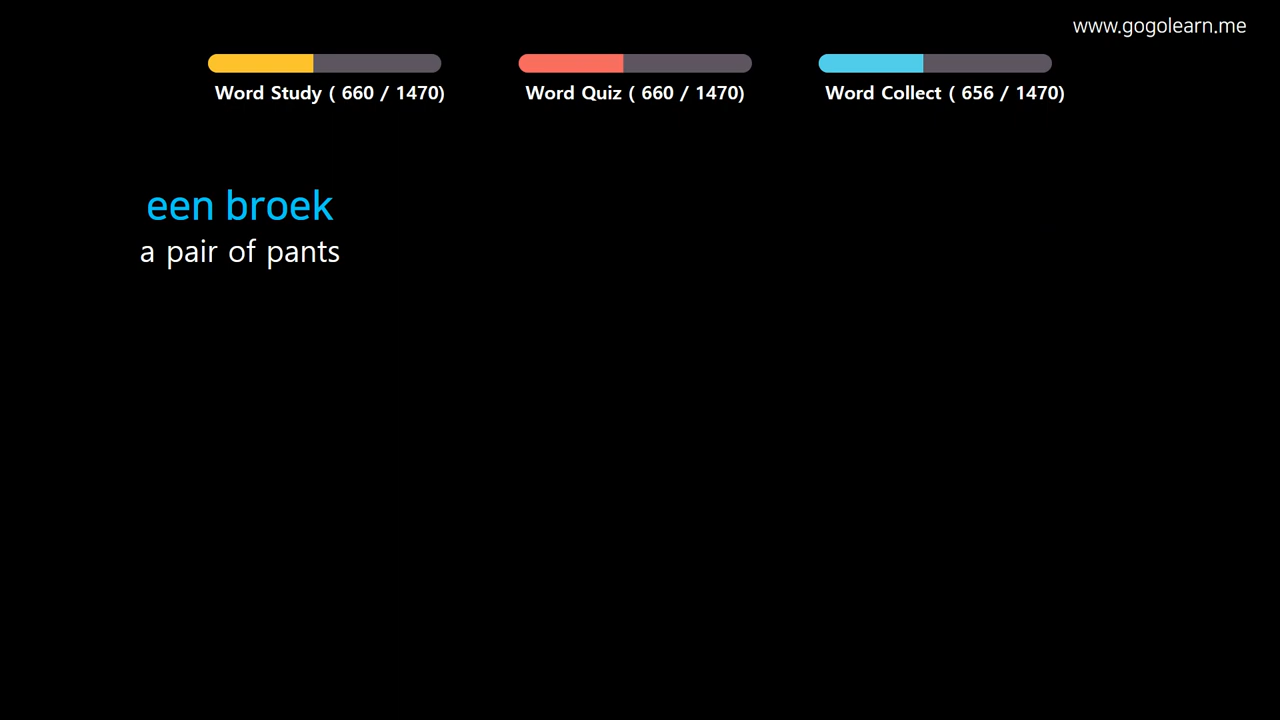 www.gogolearn.me
Word Study ( 660 / 1470)
Word Quiz ( 660 / 1470)
Word Collect ( 656 / 1470)
een broek
a pair of pants